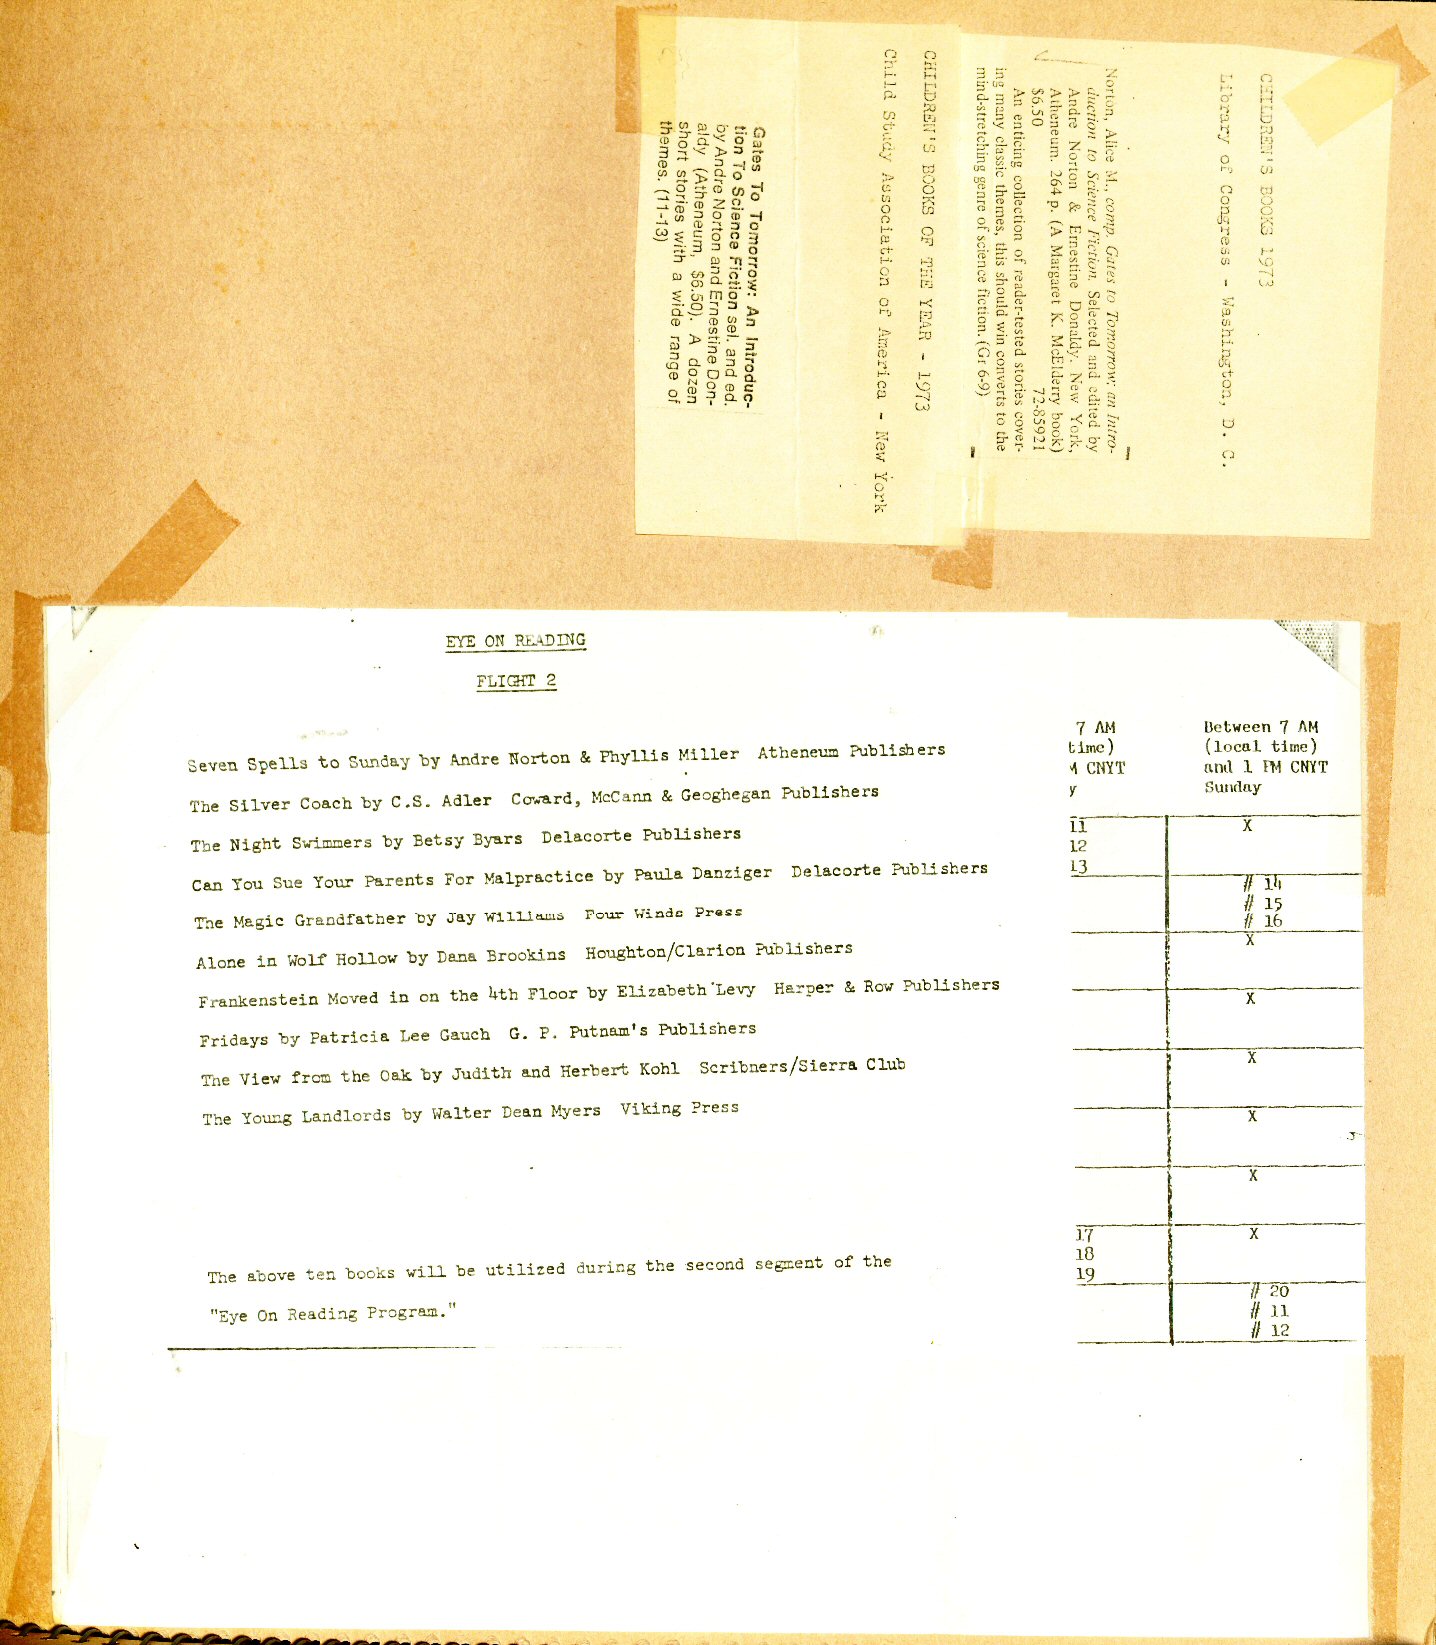 CHILDREN'S BOOKS 1973
Library of Congress - Washington, D. C.
Norton, Alice M., comp. Gates to Tomorrow; an Intro-
duction to Science Fiction. Selected and edited by
Andre Norton & Ernestine Donaldy. New York,
Atheneum. 264 p. (A Margaret K. McElderry book)
$6.50 72-85921
An enticing collection of reader-tested stories cover-
ing many classic themes, this should win converts to the
mind-stretching genre of science fiction. (Gr 6-9)
CHILDREN'S BOOKS OF THE YEAR - 1973
Child Study Association of America - New York
Gates To Tomorrow: An Introduc-
tion To Science Fiction sel. and ed.
by Andre Norton and Ernestine Don-
aldy (Atheneum, $6.50). A dozen
short stories with a wide range of
themes. (11-13)
EYE ON READING
FLIGHT 2
Seven Spells to Sunday by Andre Norton & Phyllis Miller Atheneum Publishers
The Silver Coach by C.S. Adler Coward, McCann & Geoghegan Publishers
The Night Swimmers by Betsy Byars Delacorte Publishers
Can You Sue Your Parents For Malpractice by Paula Danziger Delacorte Publishers
The Magic Grandfather by Jay Williams Four Winds Press
Alone in Wolf Hollow by Dana Brookins Houghton/Clarion Publishers
Frankenstein Moved in on the 4th Floor by Elizabeth Levy Harper & Row Publishers
Fridays by Patricia Lee Gauch G. P. Putnam's Publishers
The View from the Oak by Judith and Herbert Kohl Scribners/Sierra Club
The Young Landlords by Walter Dean Myers Viking Press
The above ten books will be utilized during the second segment of the
"Eye On Reading Program."
7 AM
time)
M CNYT
y
11
12
13
17
18
19
Between 7 AM
(local time)
and 1 PM CNYT
Sunday
X
# 14
# 15
# 16
X
X
X
X
X
X
# 20
# 11
# 12